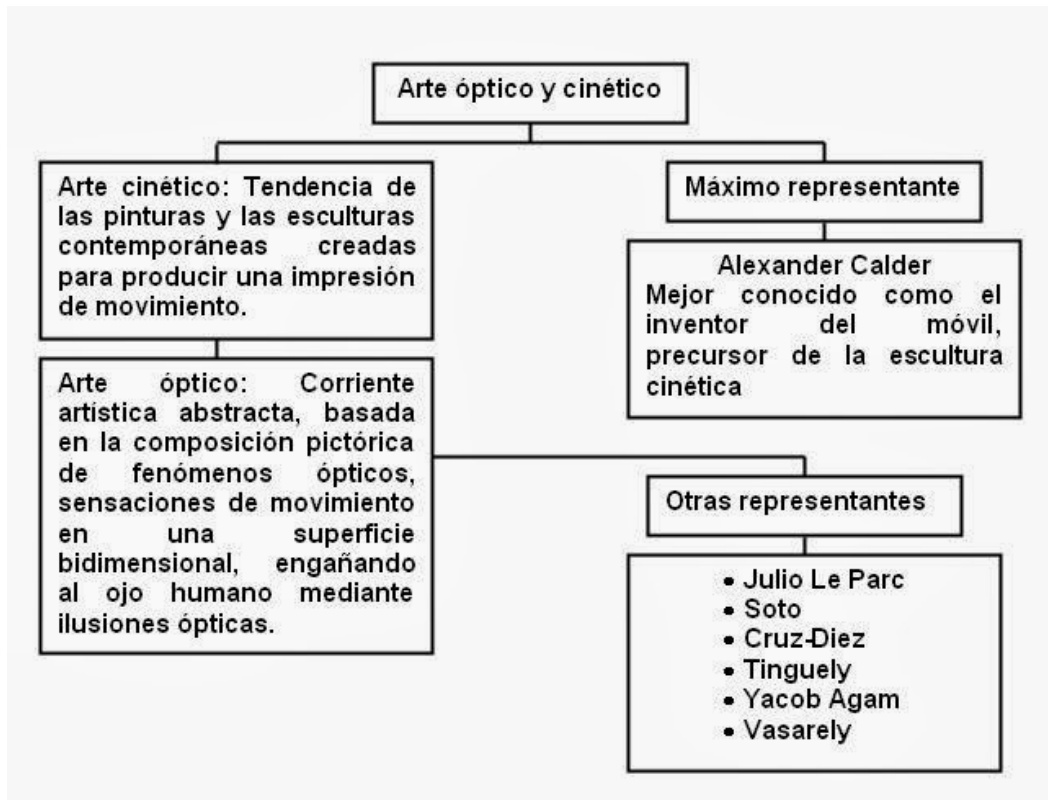 Arte óptico y cinético
Arte cinético: Tendencia de
las pinturas y las esculturas
contemporáneas creadas
para producir una impresión
de movimiento.
Máximo representante
Alexander Calder
Mejor conocido como el
inventor del móvil,
precursor de la escultura
cinética
Arte óptico: Corriente
artística abstracta, basada
en la composición pictórica
de fenómenos ópticos,
sensaciones de movimiento
en una superficie
bidimensional, engañando
al ojo humano mediante
ilusiones ópticas.
Otras representantes
• Julio Le Parc
• Soto
• Cruz-Diez
• Tinguely
• Yacob Agam
• Vasarely